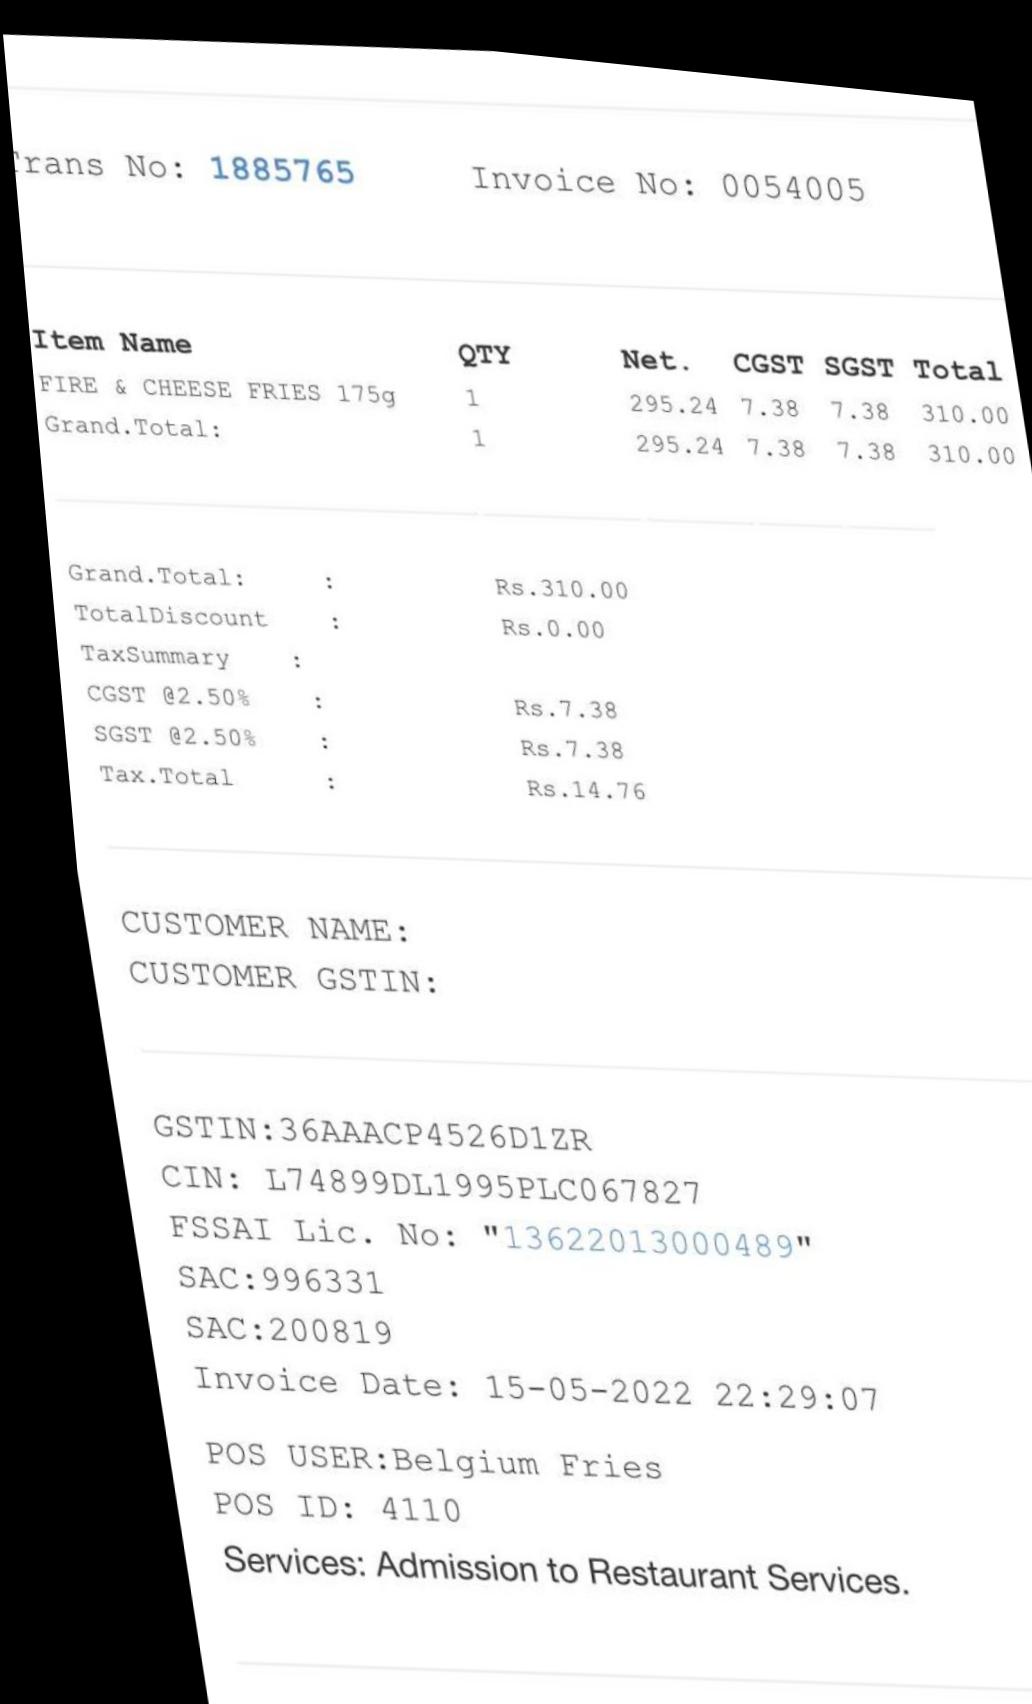 Trans No: 1885765 Invoice No: 0054005
Item Name QTY Net. CGST SGST Total
FIRE & CHEESE FRIES 175g 1 295.24 7.38 7.38 310.00
Grand.Total: 1 295.24 7.38 7.38 310.00
Grand.Total: : Rs.310.00
TotalDiscount : Rs.0.00
TaxSummary :
CGST @2.50% : Rs.7.38
SGST @2.50% : Rs.7.38
Tax.Total : Rs.14.76
CUSTOMER NAME:
CUSTOMER GSTIN:
GSTIN:36AAACP4526D1ZR
CIN: L74899DL1995PLC067827
FSSAI Lic. No: "13622013000489"
SAC:996331
SAC:200819
Invoice Date: 15-05-2022 22:29:07
POS USER:Belgium Fries
POS ID: 4110
Services: Admission to Restaurant Services.